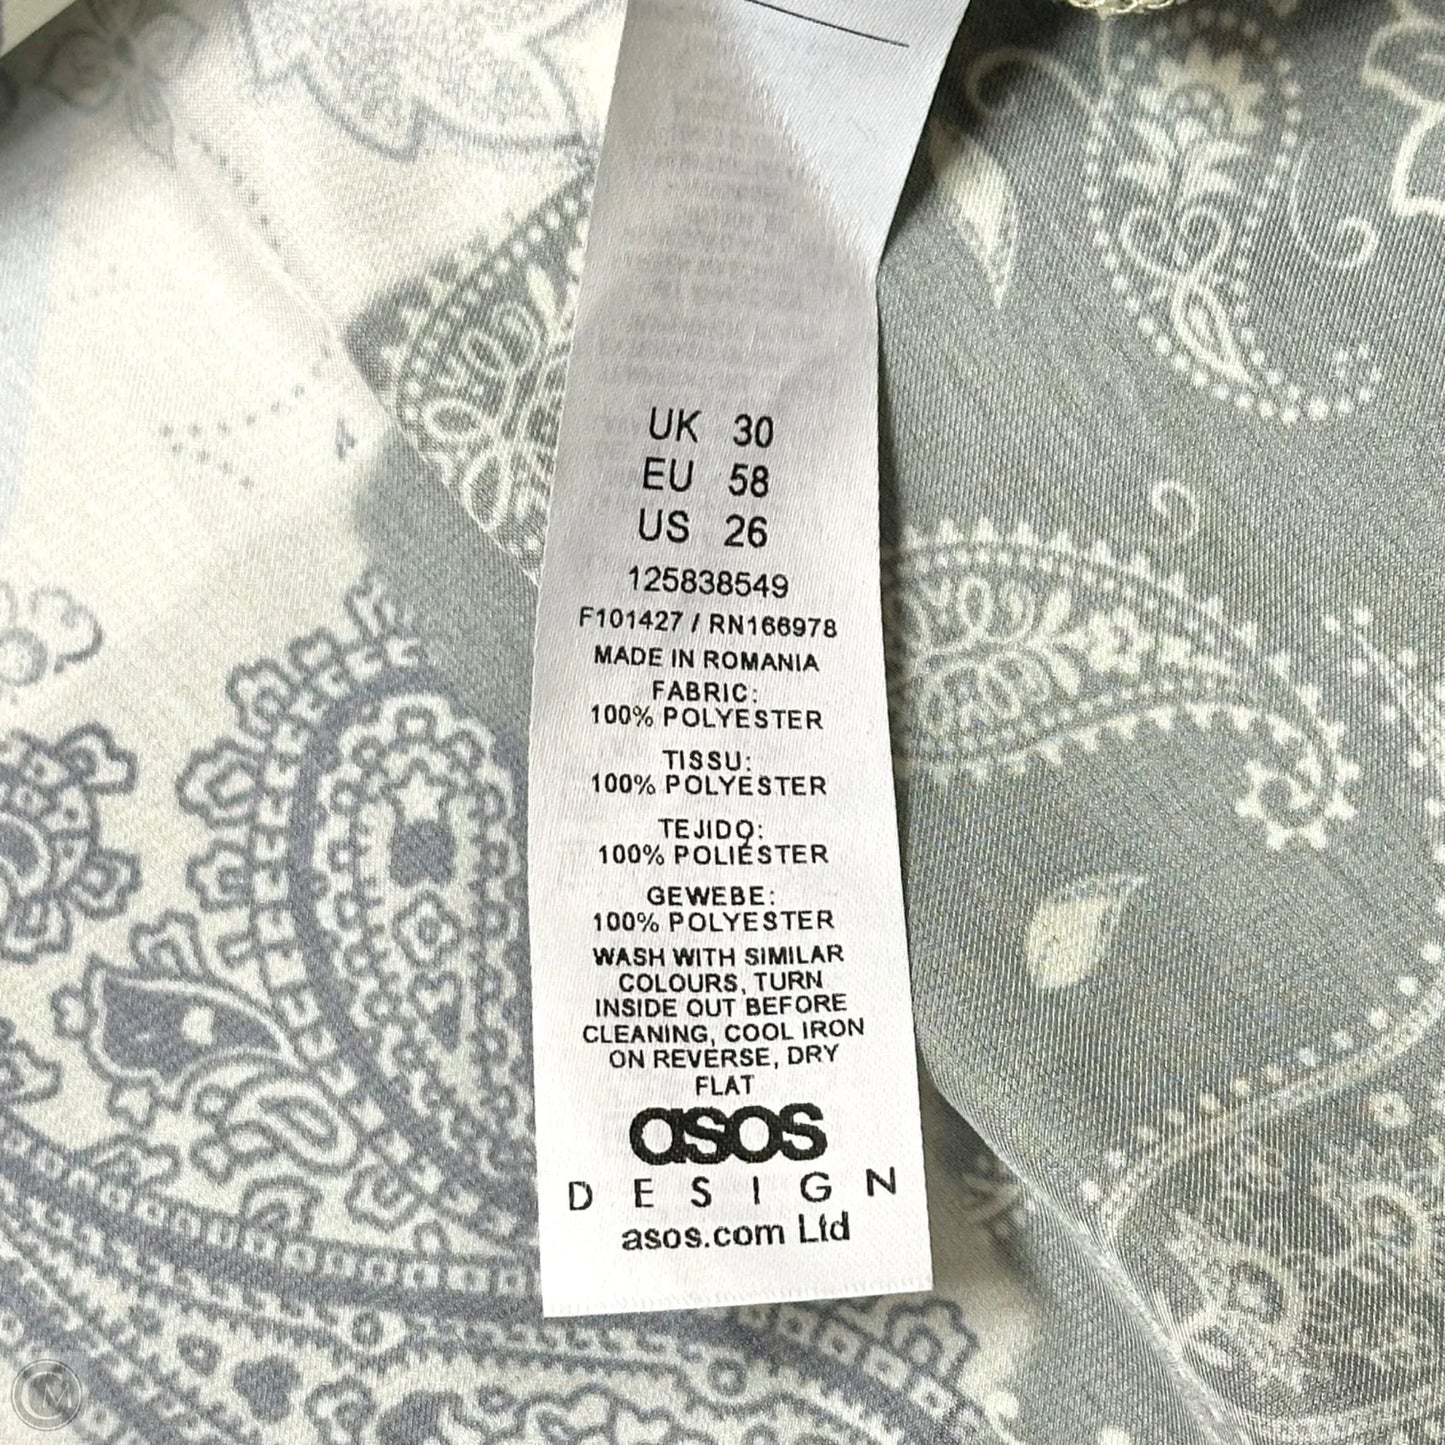 UK 30
EU 58
US 26
125838549
F101427 / RN166978
MADE IN ROMANIA
FABRIC:
100% POLYESTER
TISSU:
100% POLYESTER
TEJIDO:
100% POLIÉSTER
GEWEBE:
100% POLYESTER
WASH WITH SIMILAR
COLOURS, TURN
INSIDE OUT BEFORE
CLEANING, COOL IRON
ON REVERSE, DRY
FLAT
asos
DESIGN
asos.com Ltd